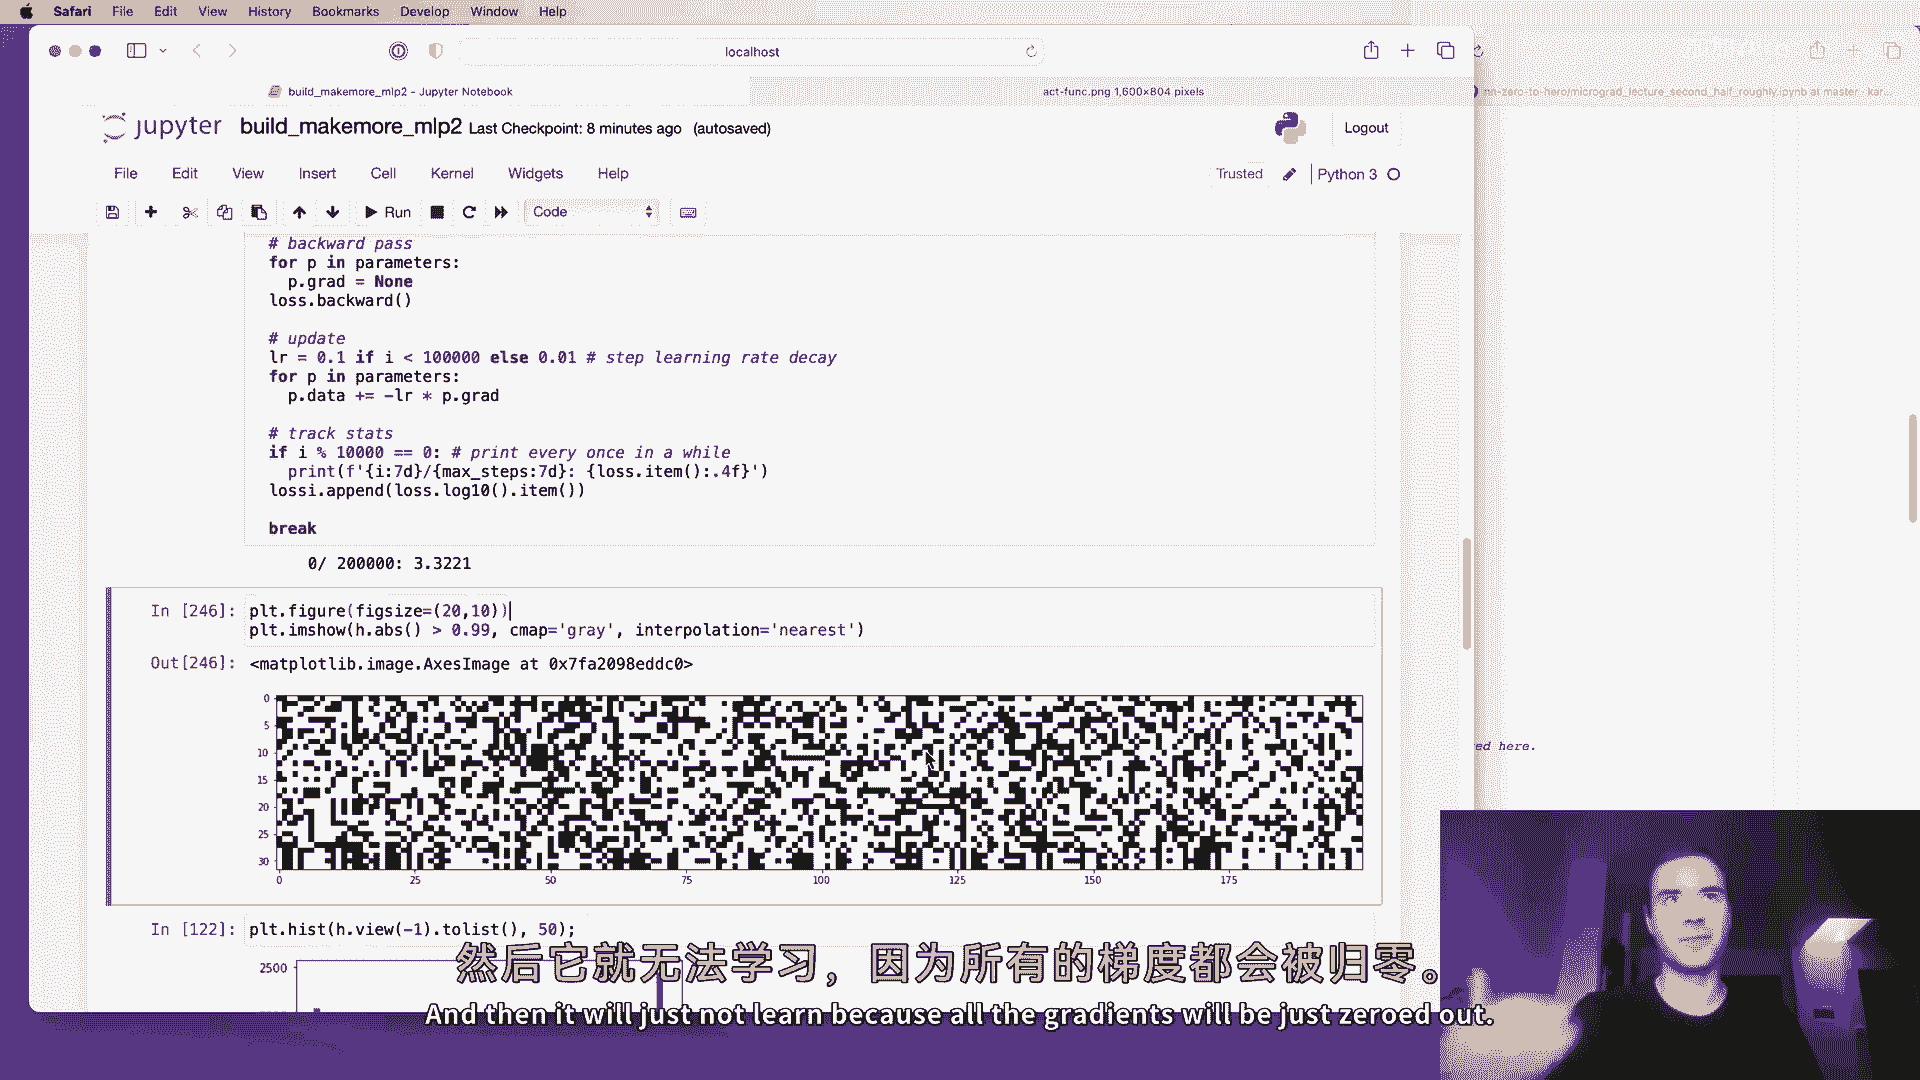 Safari File Edit View History Bookmarks Develop Window Help
localhost
build_makemore_mlp2 - Jupyter Notebook
act-func.png 1,600×804 pixels
nn-zero-to-hero/micrograd_lecture_second_half_roughly.ipynb at master · kar...
jupyter build_makemore_mlp2 Last Checkpoint: 8 minutes ago (autosaved)
Logout
File Edit View Insert Cell Kernel Widgets Help
Trusted Python 3
Run Code
# backward pass
for p in parameters:
p.grad = None
loss.backward()
# update
lr = 0.1 if i < 100000 else 0.01 # step learning rate decay
for p in parameters:
p.data += -lr * p.grad
# track stats
if i % 10000 == 0: # print every once in a while
print(f'{i:7d}/{max_steps:7d}: {loss.item():.4f}')
lossi.append(loss.log10().item())
break
0/ 200000: 3.3221
In [246]: plt.figure(figsize=(20,10))
plt.imshow(h.abs() > 0.99, cmap='gray', interpolation='nearest')
Out[246]: <matplotlib.image.AxesImage at 0x7fa2098eddc0>
0
5
10
15
20
25
30
0 25 50 75 100 125 150 175
ed here.
In [122]: plt.hist(h.view(-1).tolist(), 50);
2500
然后它就无法学习，因为所有的梯度都会被归零。
And then it will just not learn because all the gradients will be just zeroed out.